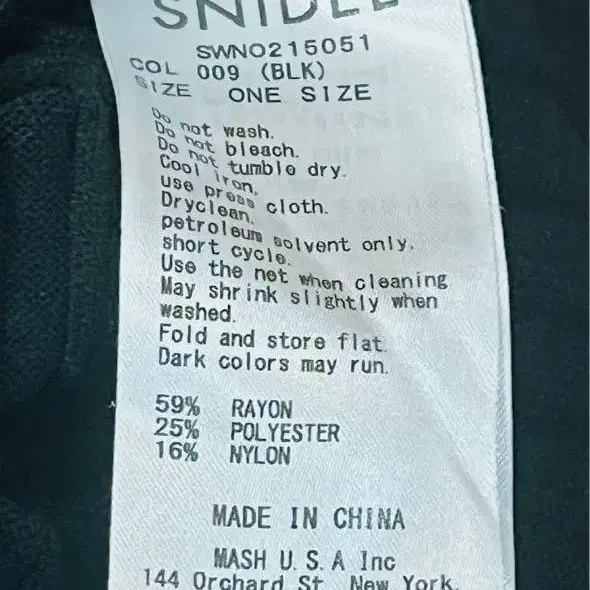 SNIDEL
SWNO215051
COL 009 (BLK)
SIZE ONE SIZE
Do not wash.
Do not bleach.
Do not tumble dry.
Cool iron,
use press cloth.
Dryclean.
petroleum solvent only.
short cycle.
Use the net when cleaning
May shrink slightly when
washed.
Fold and store flat.
Dark colors may run.
59% RAYON
25% POLYESTER
16% NYLON
MADE IN CHINA
MASH U.S.A Inc
144 Orchard St. New York,